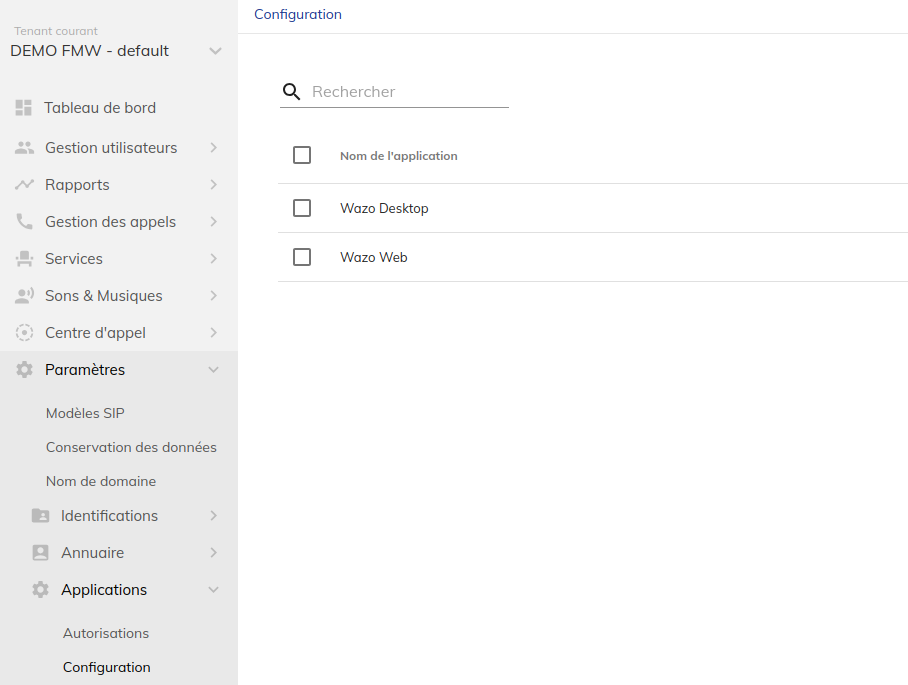 Tenant courant
DEMO FMW - default
Tableau de bord
Gestion utilisateurs
Rapports
Gestion des appels
Services
Sons & Musiques
Centre d'appel
Paramètres
Modèles SIP
Conservation des données
Nom de domaine
Identifications
Annuaire
Applications
Autorisations
Configuration
Configuration
Rechercher
Nom de l'application
Wazo Desktop
Wazo Web